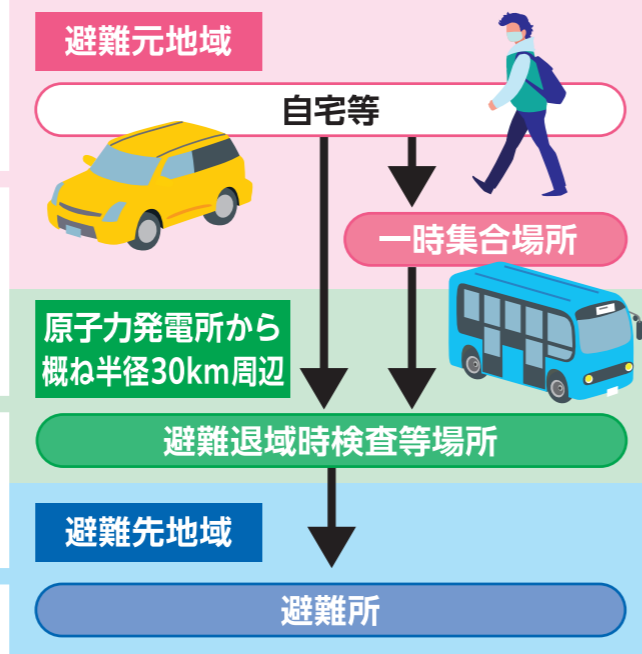 避難元地域
自宅等
一時集合場所
原子力発電所から
概ね半径30km周辺
避難退域時検査等場所
避難先地域
避難所